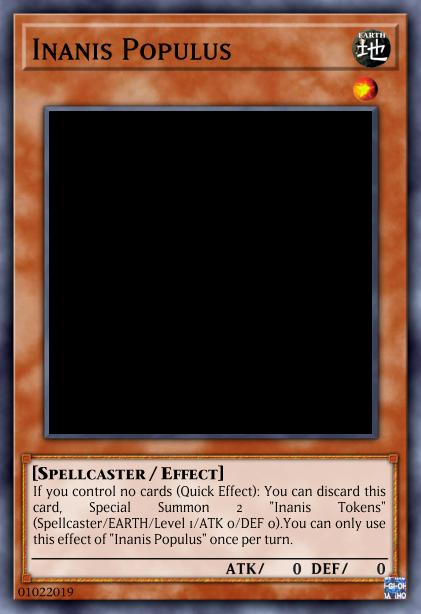 Inanis Populus
EARTH
地
[Spellcaster / Effect]
If you control no cards (Quick Effect): You can discard this
card, Special Summon 2 "Inanis Tokens"
(Spellcaster/EARTH/Level 1/ATK 0/DEF 0).You can only use
this effect of "Inanis Populus" once per turn.
ATK/ 0 DEF/ 0
01022019